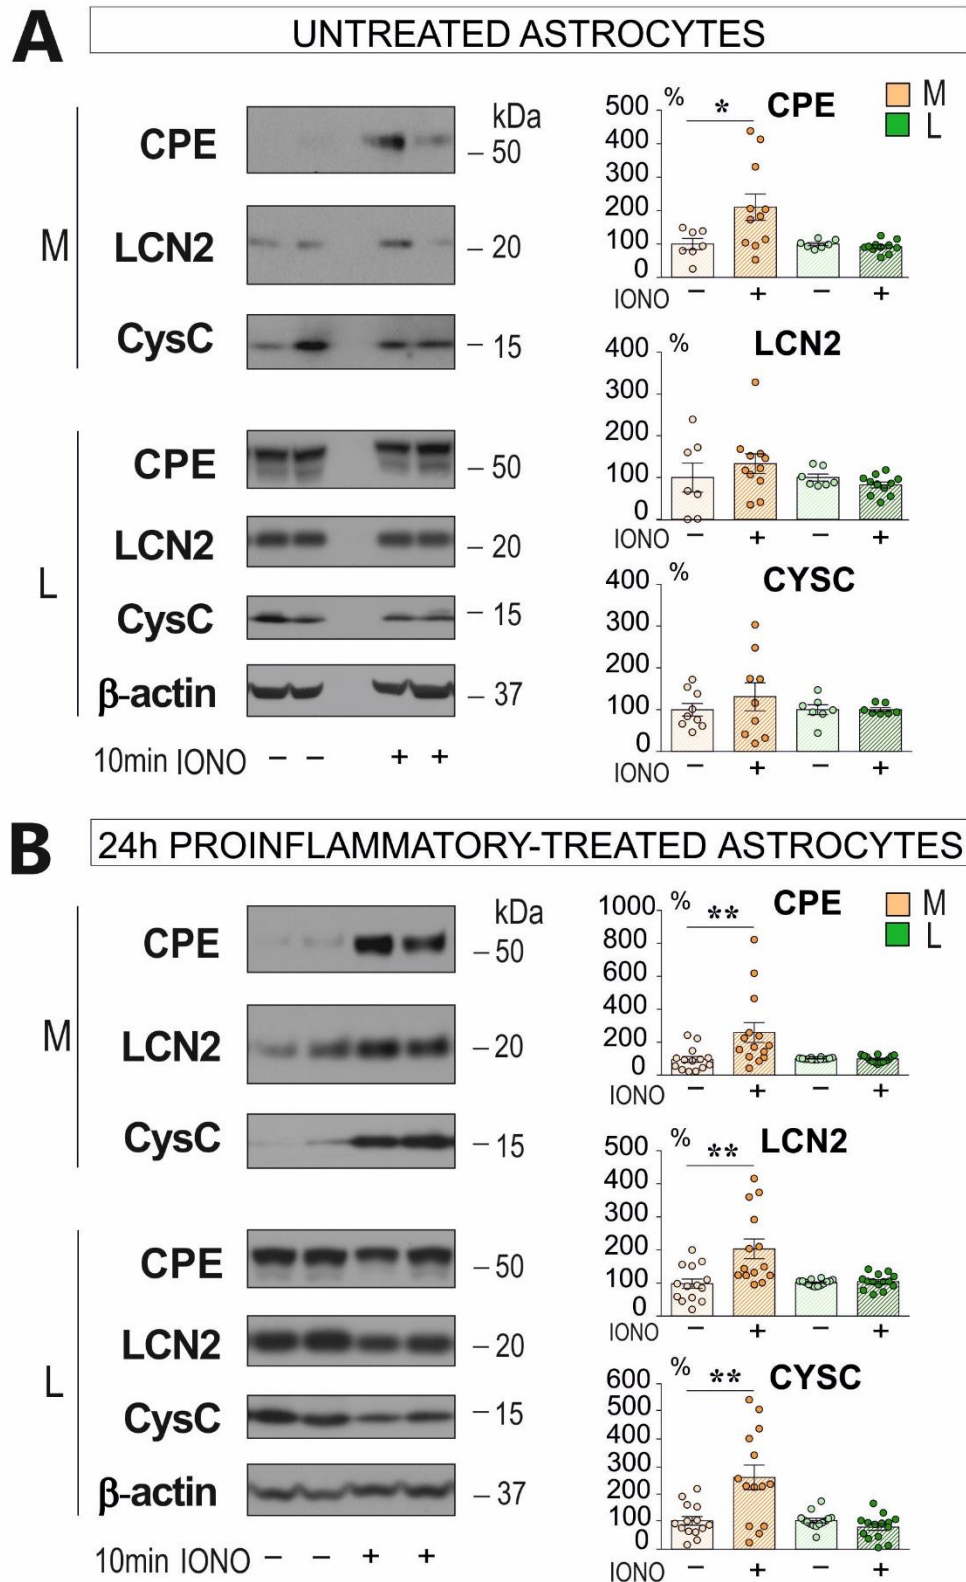 A
UNTREATED ASTROCYTES
kDa
M
CPE
– 50
LCN2
– 20
CysC
– 15
L
CPE
– 50
LCN2
– 20
CysC
– 15
β-actin
– 37
10min IONO – – + +
% CPE
M
L
*
500
400
300
200
100
0
IONO – + – +
% LCN2
400
300
200
100
0
IONO – + – +
% CYSC
400
300
200
100
0
IONO – + – +
B
24h PROINFLAMMATORY-TREATED ASTROCYTES
kDa
M
CPE
– 50
LCN2
– 20
CysC
– 15
L
CPE
– 50
LCN2
– 20
CysC
– 15
β-actin
– 37
10min IONO – – + +
% CPE
M
L
**
1000
800
600
400
200
0
IONO – + – +
% LCN2
**
500
400
300
200
100
0
IONO – + – +
% CYSC
**
600
500
400
300
200
100
0
IONO – + – +